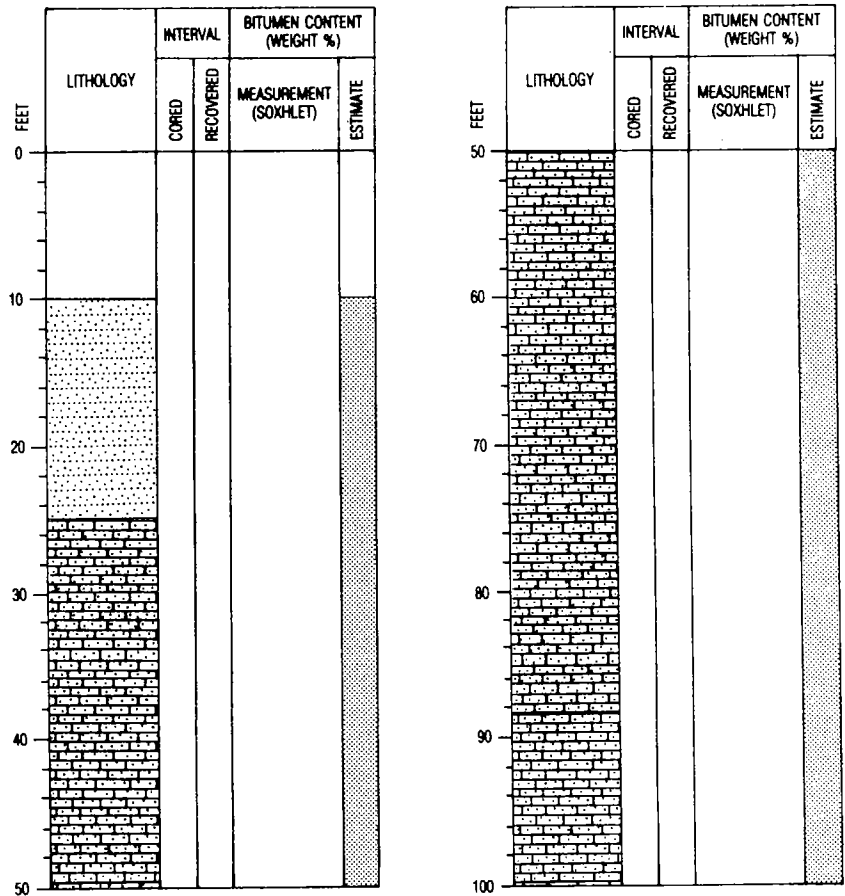 FEET
LITHOLOGY
INTERVAL
CORED
RECOVERED
BITUMEN CONTENT
(WEIGHT %)
MEASUREMENT
(SOXHLET)
ESTIMATE
0
10
20
30
40
50
FEET
LITHOLOGY
INTERVAL
CORED
RECOVERED
BITUMEN CONTENT
(WEIGHT %)
MEASUREMENT
(SOXHLET)
ESTIMATE
50
60
70
80
90
100